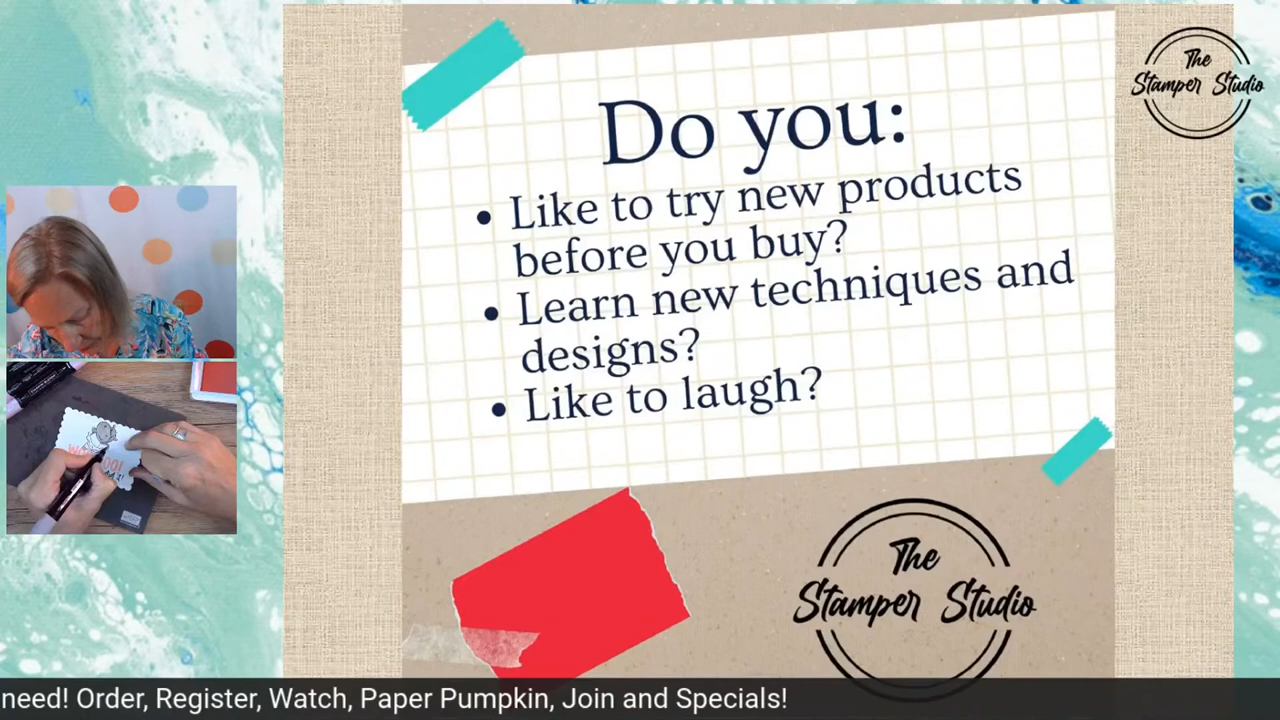 The
Stamper Studio
Do you:
• Like to try new products
before you buy?
• Learn new techniques and
designs?
• Like to laugh?
The
Stamper Studio
need! Order, Register, Watch, Paper Pumpkin, Join and Specials!